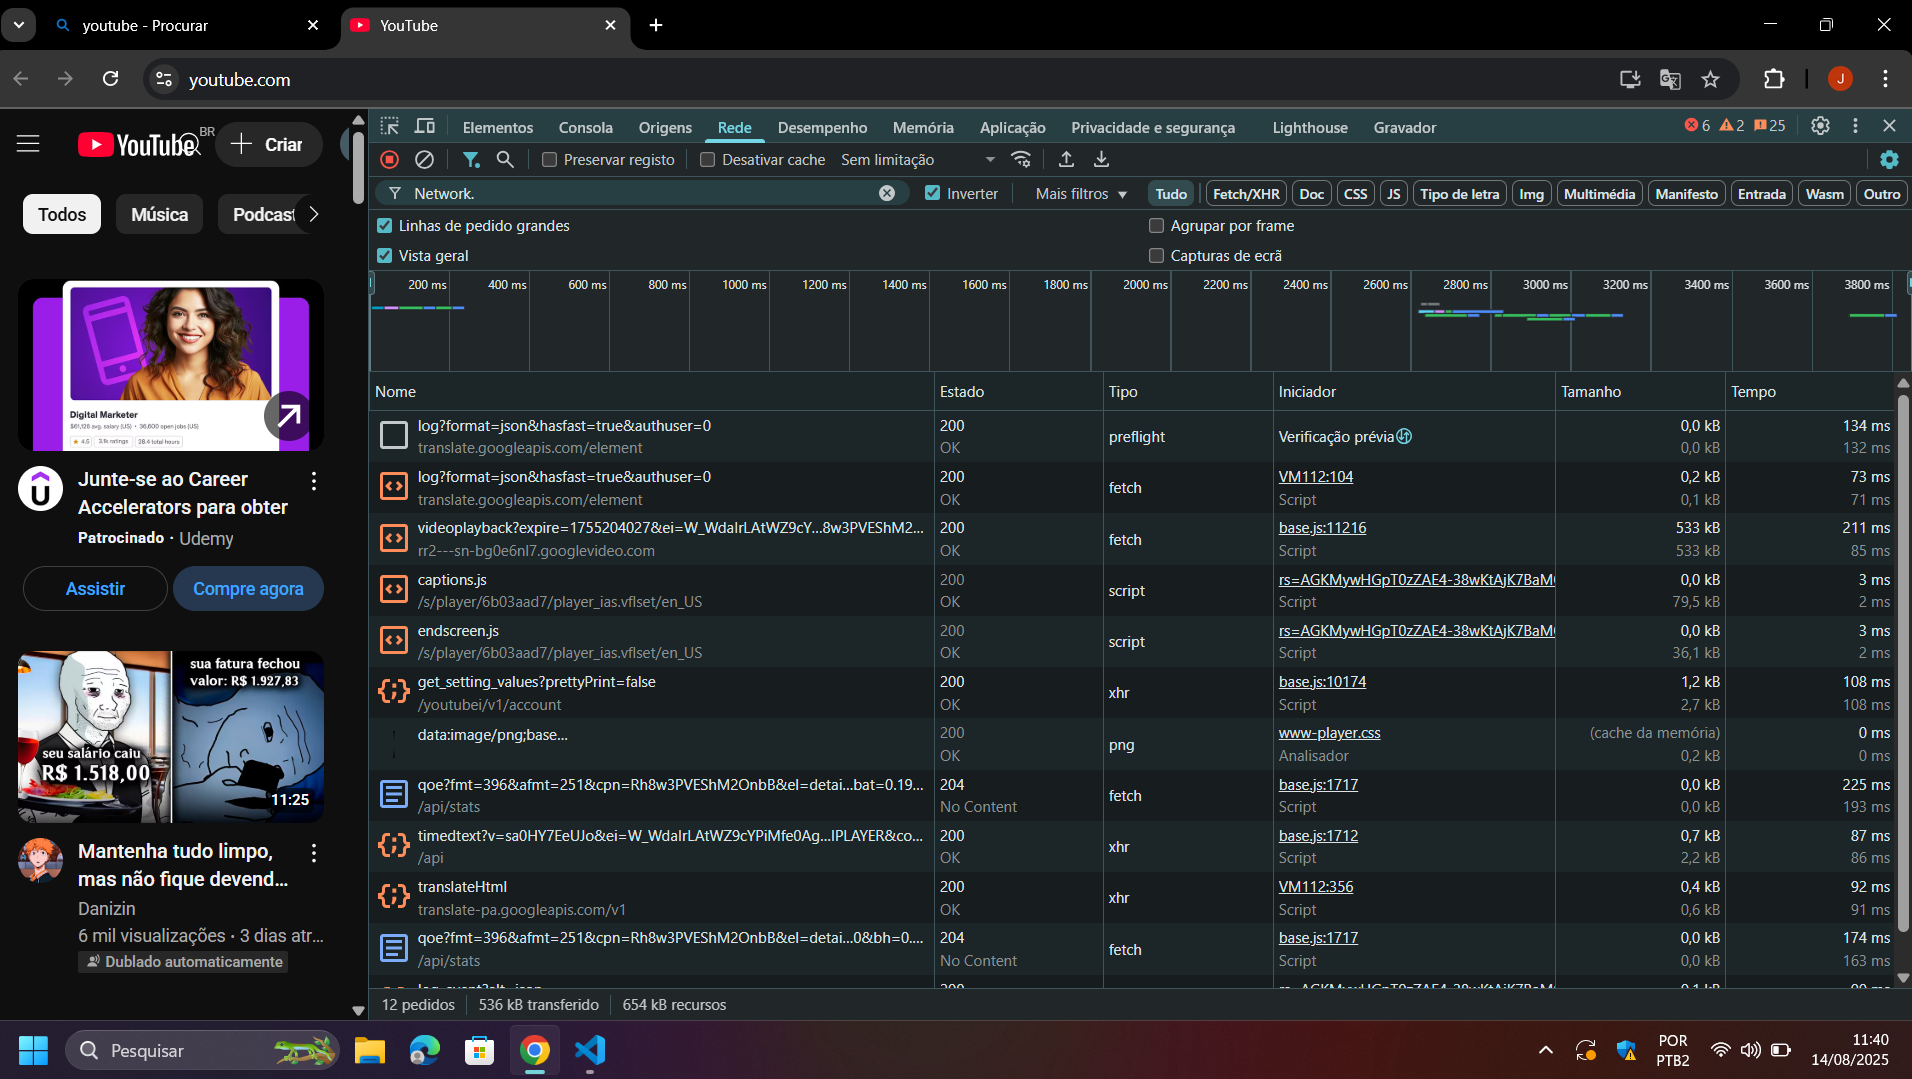 youtube - Procurar
YouTube
youtube.com
J
YouTube BR
Criar
Todos
Música
Podcast
Digital Marketer
$61,126 avg. salary (US) • 36,600 open jobs (US)
4.5
3.1k ratings
28.4 total hours
Junte-se ao Career
Accelerators para obter
Patrocinado · Udemy
Assistir
Compre agora
sua fatura fechou
valor: R$ 1.927,83
seu salário caiu
R$ 1.518,00
11:25
Mantenha tudo limpo,
mas não fique devend...
Danizin
6 mil visualizações · 3 dias atr...
Dublado automaticamente
Elementos
Consola
Origens
Rede
Desempenho
Memória
Aplicação
Privacidade e segurança
Lighthouse
Gravador
6
2
25
Preservar registo
Desativar cache
Sem limitação
Network.
Inverter
Mais filtros
Tudo
Fetch/XHR
Doc
CSS
JS
Tipo de letra
Img
Multimédia
Manifesto
Entrada
Wasm
Outro
Linhas de pedido grandes
Agrupar por frame
Vista geral
Capturas de ecrã
200 ms
400 ms
600 ms
800 ms
1000 ms
1200 ms
1400 ms
1600 ms
1800 ms
2000 ms
2200 ms
2400 ms
2600 ms
2800 ms
3000 ms
3200 ms
3400 ms
3600 ms
3800 ms
Nome Estado Tipo Iniciador Tamanho Tempo
log?format=json&hasfast=true&authuser=0 200 preflight Verificação prévia 0,0 kB 134 ms
translate.googleapis.com/element OK 0,0 kB 132 ms
log?format=json&hasfast=true&authuser=0 200 fetch VM112:104 0,2 kB 73 ms
translate.googleapis.com/element OK Script 0,1 kB 71 ms
videoplayback?expire=1755204027&ei=W_WdaIrLAtWZ9cY...8w3PVEShM2... 200 fetch base.js:11216 533 kB 211 ms
rr2---sn-bg0e6nl7.googlevideo.com OK Script 533 kB 85 ms
captions.js 200 script rs=AGKMywHGpT0zZAE4-38wKtAjK7BaM 0,0 kB 3 ms
/s/player/6b03aad7/player_ias.vflset/en_US OK Script 79,5 kB 2 ms
endscreen.js 200 script rs=AGKMywHGpT0zZAE4-38wKtAjK7BaM 0,0 kB 3 ms
/s/player/6b03aad7/player_ias.vflset/en_US OK Script 36,1 kB 2 ms
get_setting_values?prettyPrint=false 200 xhr base.js:10174 1,2 kB 108 ms
/youtubei/v1/account OK Script 2,7 kB 108 ms
data:image/png;base... 200 png www-player.css (cache da memória) 0 ms
OK Analisador 0,2 kB 0 ms
qoe?fmt=396&afmt=251&cpn=Rh8w3PVEShM2OnbB&el=detai...bat=0.19... 204 fetch base.js:1717 0,0 kB 225 ms
/api/stats No Content Script 0,0 kB 193 ms
timedtext?v=sa0HY7EeUJo&ei=W_WdaIrLAtWZ9cYPiMfe0Ag...lPLAYER&co... 200 xhr base.js:1712 0,7 kB 87 ms
/api OK Script 2,2 kB 86 ms
translateHtml 200 xhr VM112:356 0,4 kB 92 ms
translate-pa.googleapis.com/v1 OK Script 0,6 kB 91 ms
qoe?fmt=396&afmt=251&cpn=Rh8w3PVEShM2OnbB&el=detai...0&bh=0.... 204 fetch base.js:1717 0,0 kB 174 ms
/api/stats No Content Script 0,0 kB 163 ms
12 pedidos
536 kB transferido
654 kB recursos
Pesquisar
POR
PTB2
11:40
14/08/2025